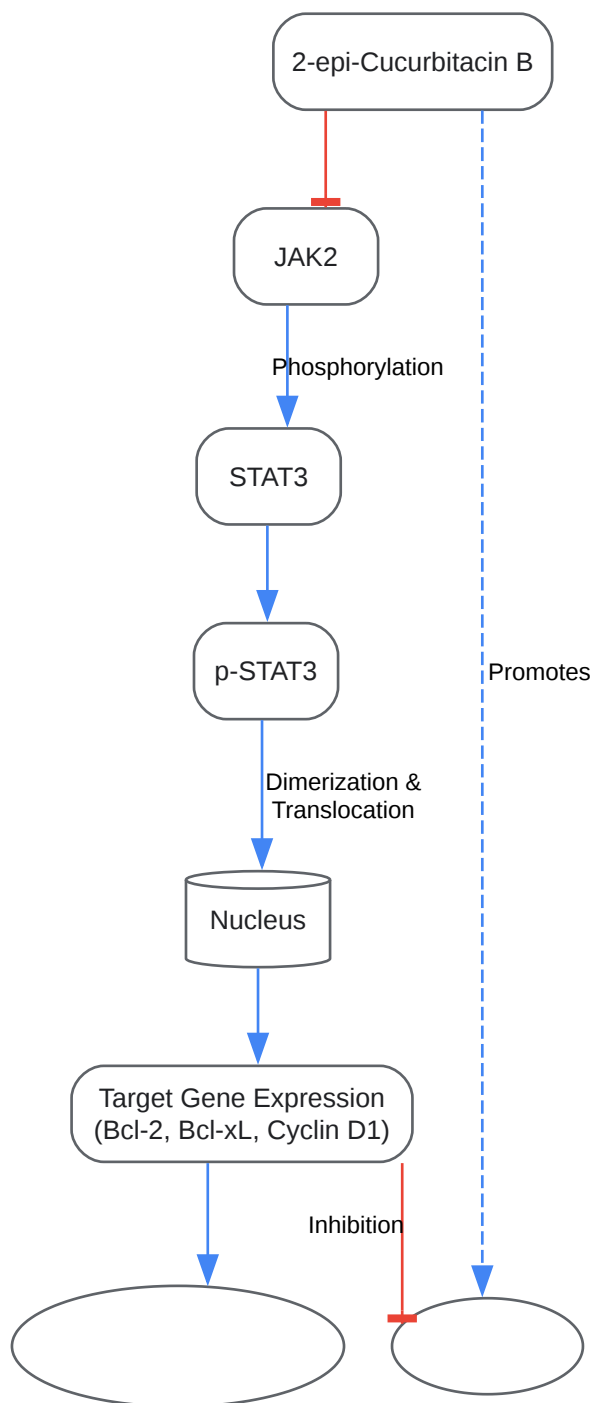 2-epi-Cucurbitacin B
JAK2
Phosphorylation
STAT3
p-STAT3
Promotes
Dimerization &
Translocation
Nucleus
Target Gene Expression
(Bcl-2, Bcl-xL, Cyclin D1)
Inhibition